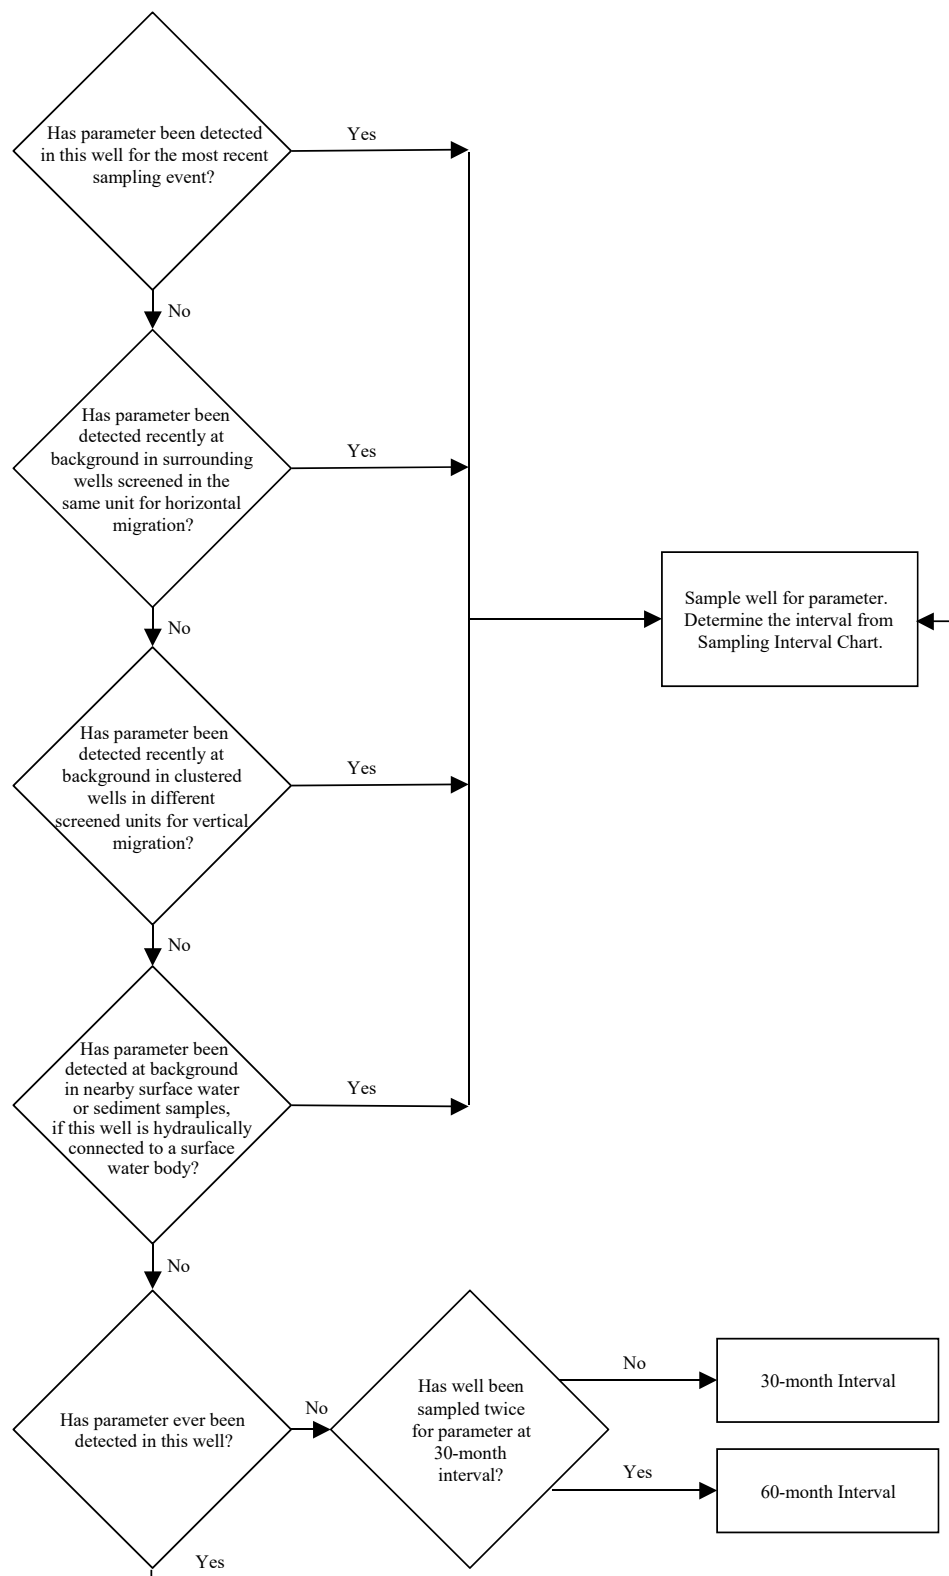 Has parameter been detected
in this well for the most recent
sampling event?
Yes
No
Has parameter been
detected recently at
background in surrounding
wells screened in the
same unit for horizontal
migration?
Yes
No
Sample well for parameter.
Determine the interval from
Sampling Interval Chart.
Has parameter been
detected recently at
background in clustered
wells in different
screened units for vertical
migration?
Yes
No
Has parameter been
detected at background
in nearby surface water
or sediment samples,
if this well is hydraulically
connected to a surface
water body?
Yes
No
Has parameter ever been
detected in this well?
No
Yes
Has well been
sampled twice
for parameter at
30-month
interval?
No
30-month Interval
Yes
60-month Interval